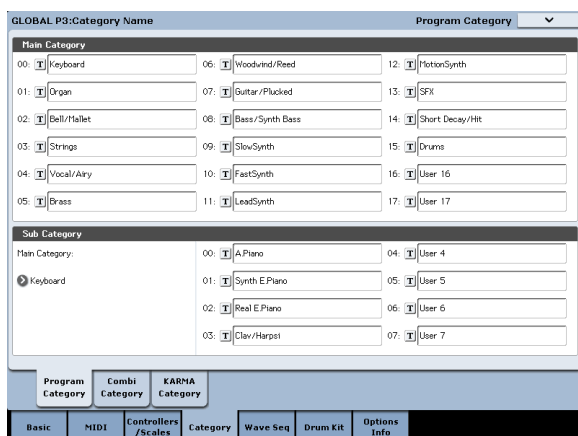 GLOBAL P3:Category Name Program Category
Main Category
00: T Keyboard 06: T Woodwind/Reed 12: T MotionSynth
01: T Organ 07: T Guitar/Plucked 13: T SFX
02: T Bell/Mallet 08: T Bass/Synth Bass 14: T Short Decay/Hit
03: T Strings 09: T SlowSynth 15: T Drums
04: T Vocal/Airy 10: T FastSynth 16: T User 16
05: T Brass 11: T LeadSynth 17: T User 17
Sub Category
Main Category: 00: T A.Piano 04: T User 4
Keyboard 01: T Synth E.Piano 05: T User 5
02: T Real E.Piano 06: T User 6
03: T Clav/Harpsi 07: T User 7
Program Category Combi Category KARMA Category
Basic MIDI Controllers /Scales Category Wave Seq Drum Kit Options Info